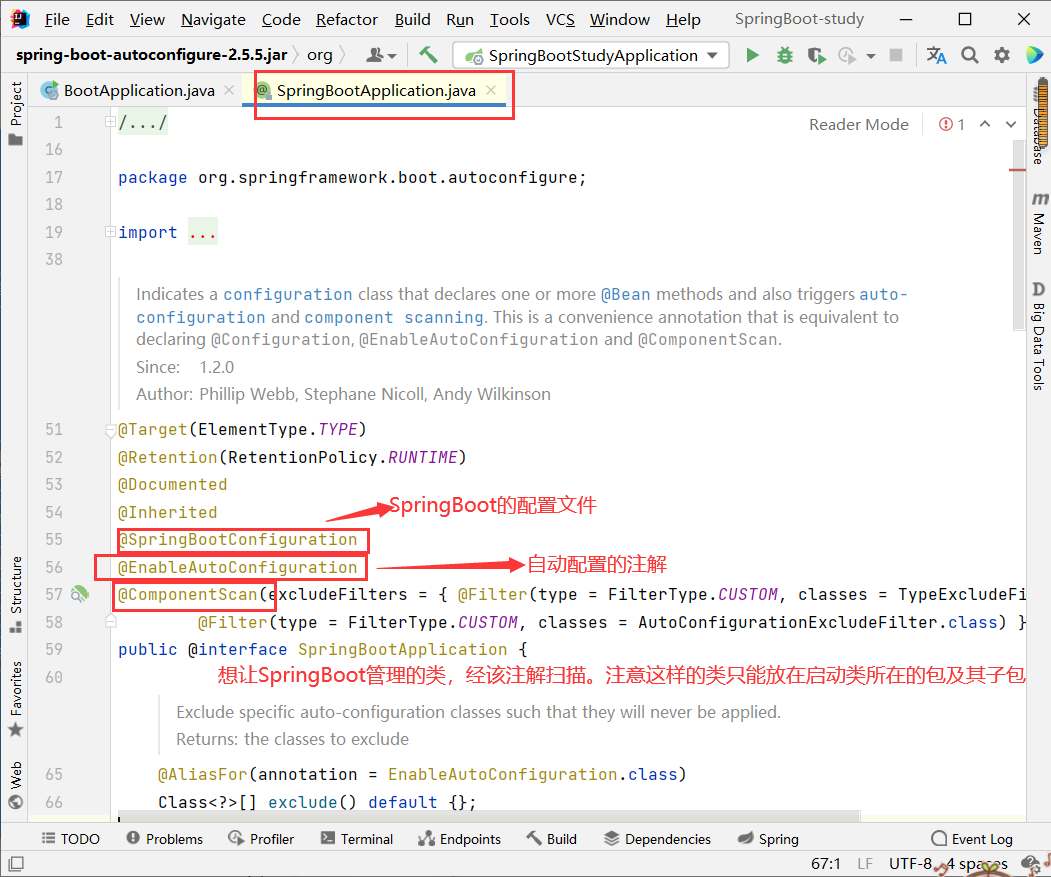 File Edit View Navigate Code Refactor Build Run Tools VCS Window Help SpringBoot-study
spring-boot-autoconfigure-2.5.5.jar org SpringBootStudyApplication
BootApplication.java SpringBootApplication.java
Project
Structure
Favorites
Web
Reader Mode 1
1 /.../
16
17 package org.springframework.boot.autoconfigure;
18
19 import ...
38
Indicates a configuration class that declares one or more @Bean methods and also triggers auto-
configuration and component scanning. This is a convenience annotation that is equivalent to
declaring @Configuration, @EnableAutoConfiguration and @ComponentScan.
Since: 1.2.0
Author: Phillip Webb, Stephane Nicoll, Andy Wilkinson
51 @Target(ElementType.TYPE)
52 @Retention(RetentionPolicy.RUNTIME)
53 @Documented
54 @Inherited
SpringBoot的配置文件
55 @SpringBootConfiguration
56 @EnableAutoConfiguration 自动配置的注解
57 @ComponentScan(excludeFilters = { @Filter(type = FilterType.CUSTOM, classes = TypeExcludeFi
58 @Filter(type = FilterType.CUSTOM, classes = AutoConfigurationExcludeFilter.class) }
59 public @interface SpringBootApplication {
60 想让SpringBoot管理的类，经该注解扫描。注意这样的类只能放在启动类所在的包及其子包
Exclude specific auto-configuration classes such that they will never be applied.
Returns: the classes to exclude
65 @AliasFor(annotation = EnableAutoConfiguration.class)
66 Class<?>[] exclude() default {};
Database
m Maven
D Big Data Tools
TODO Problems Profiler Terminal Endpoints Build Dependencies Spring Event Log
67:1 LF UTF-8 4 spaces